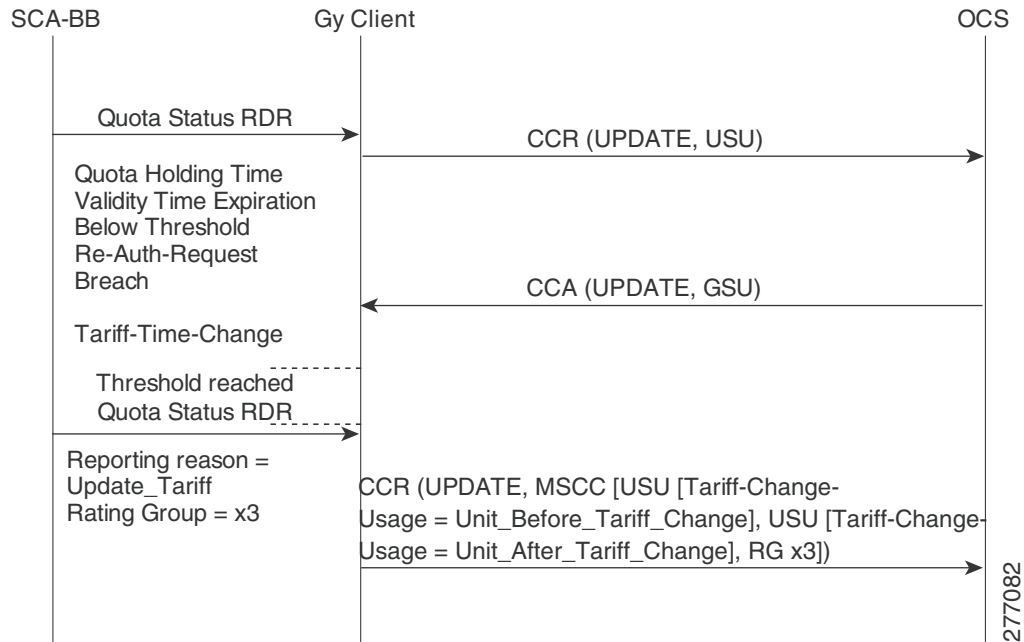 SCA-BB
Gy Client
OCS
Quota Status RDR
CCR (UPDATE, USU)
Quota Holding Time
Validity Time Expiration
Below Threshold
Re-Auth-Request
Breach
CCA (UPDATE, GSU)
Tariff-Time-Change
Threshold reached
Quota Status RDR
Reporting reason =
Update_Tariff
Rating Group = x3
CCR (UPDATE, MSCC [USU [Tariff-Change-
Usage = Unit_Before_Tariff_Change], USU [Tariff-Change-
Usage = Unit_After_Tariff_Change], RG x3])
277082